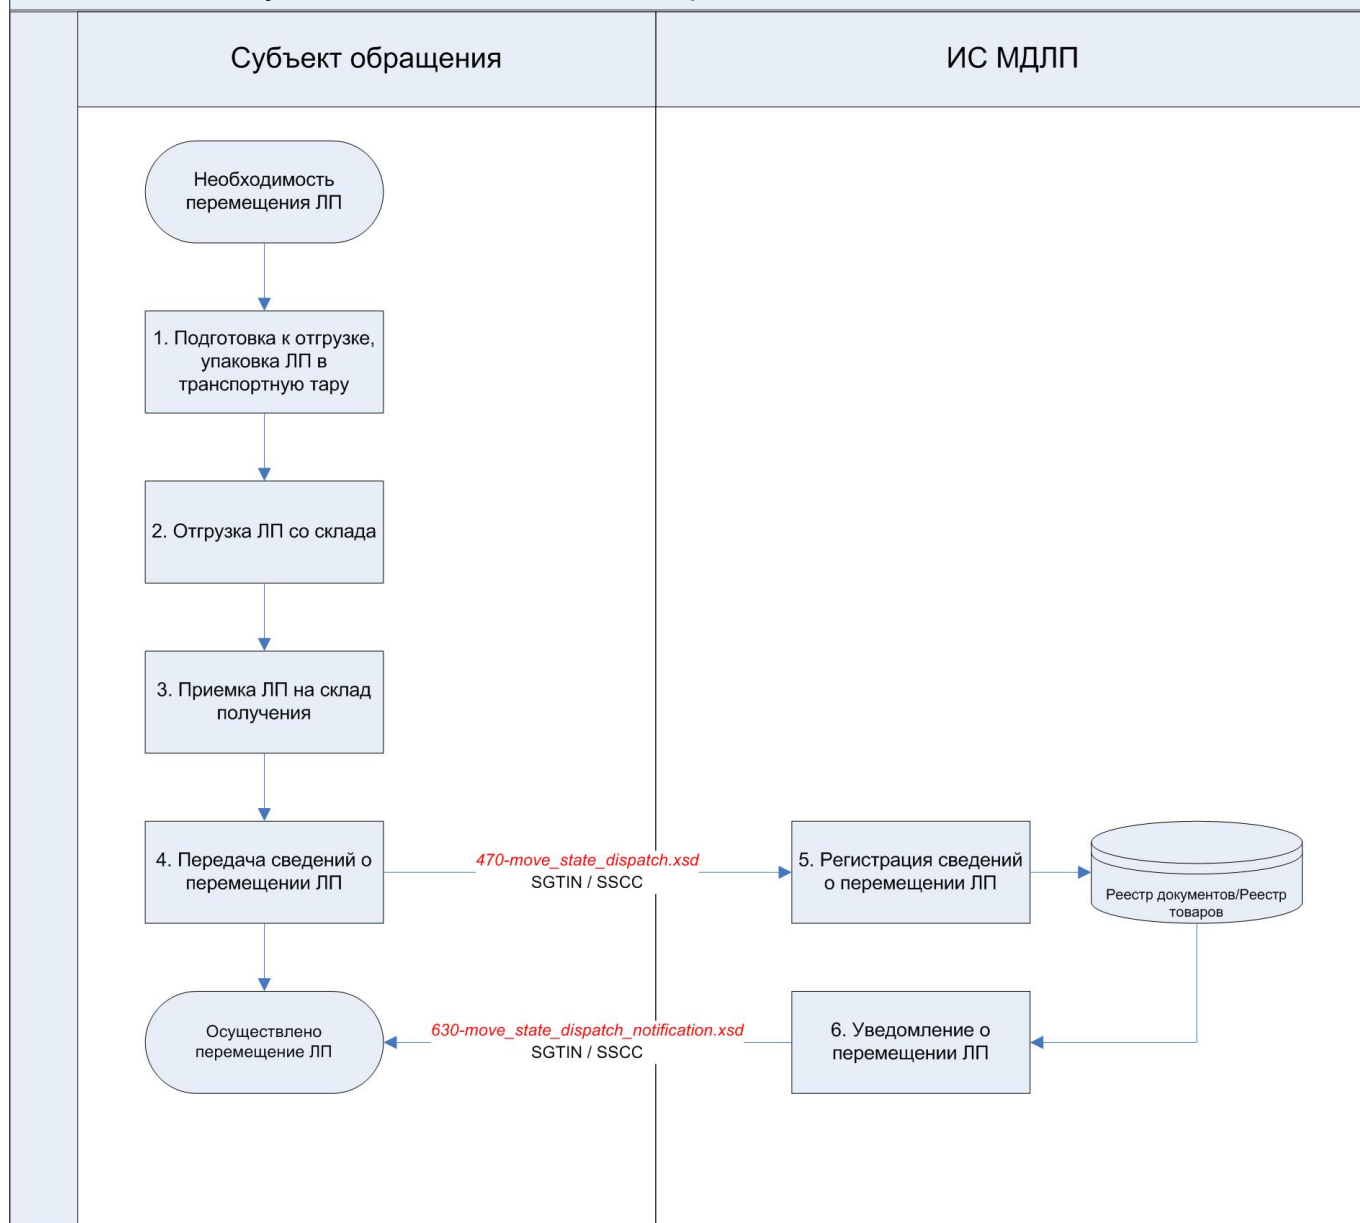 Субъект обращения
ИС МДЛП
Необходимость
перемещения ЛП
1. Подготовка к отгрузке,
упаковка ЛП в
транспортную тару
2. Отгрузка ЛП со склада
3. Приемка ЛП на склад
получения
4. Передача сведений о
перемещении ЛП
470-move_state_dispatch.xsd
SGTIN / SSCC
5. Регистрация сведений
о перемещении ЛП
Реестр документов/Реестр
товаров
Осуществлено
перемещение ЛП
630-move_state_dispatch_notification.xsd
SGTIN / SSCC
6. Уведомление о
перемещении ЛП